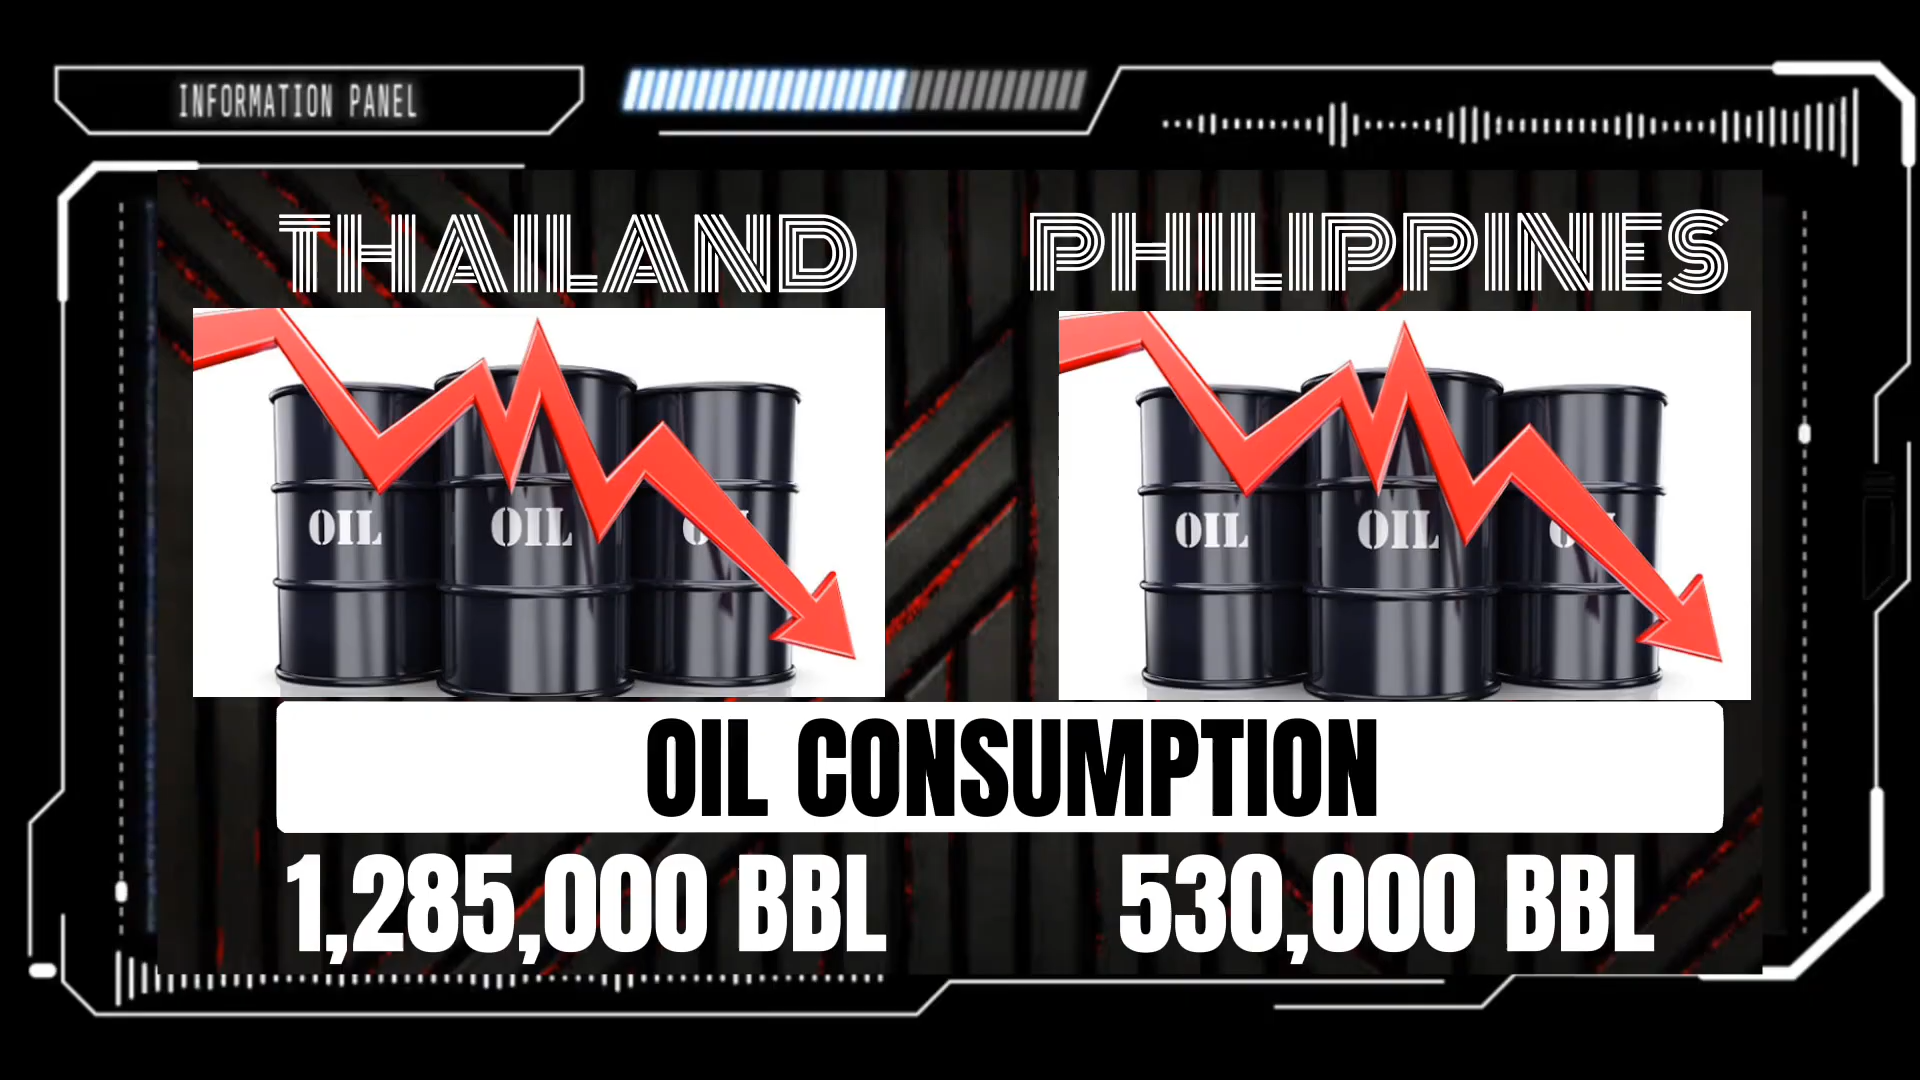 INFORMATION PANEL
THAILAND
PHILIPPINES
OIL
OIL
OIL
OIL
OIL CONSUMPTION
1,285,000 BBL
530,000 BBL